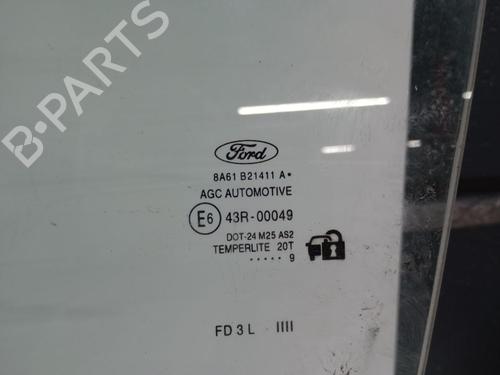 B-PARTS
Ford
8A61 B21411 A•
AGC AUTOMOTIVE
E6 43R-00049
DOT-24 M25 AS2
TEMPERLITE 20T
••••• 9
FD 3 L IIII